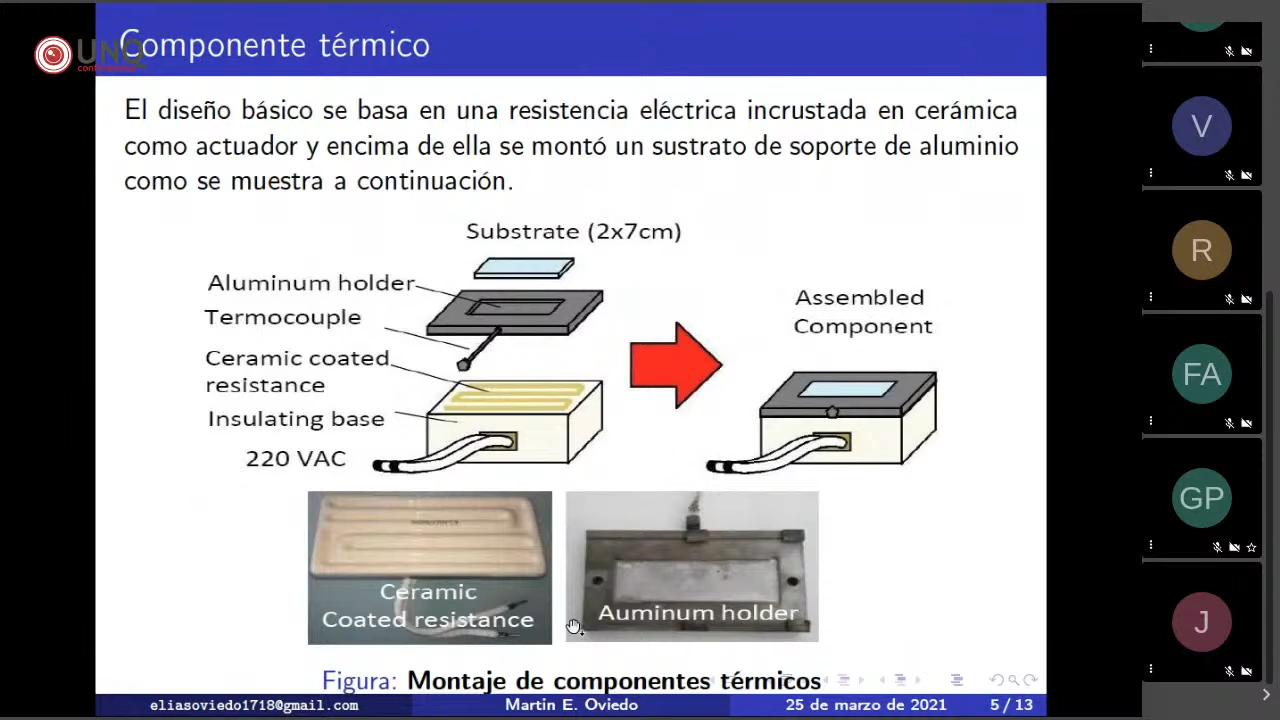 UNQ
Componente térmico
El diseño básico se basa en una resistencia eléctrica incrustada en cerámica
como actuador y encima de ella se montó un sustrato de soporte de aluminio
como se muestra a continuación.
Substrate (2x7cm)
Aluminum holder
Termocouple
Ceramic coated
resistance
Insulating base
220 VAC
Assembled
Component
Ceramic
Coated resistance
Auminum holder
Figura: Montaje de componentes térmicos
eliasoviedo1718@gmail.com
Martin E. Oviedo
25 de marzo de 2021
5 / 13
V
R
FA
GP
J